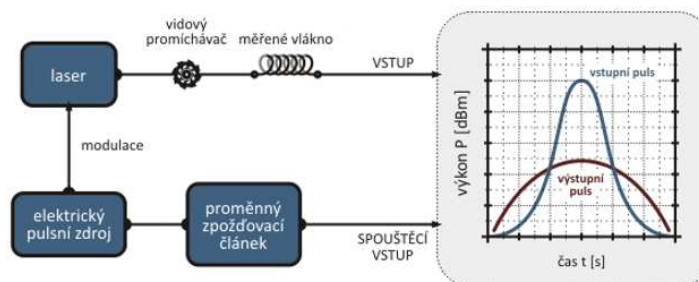 vidový
promíchávač
měřené vlákno
laser
VSTUP
modulace
elektrický
pulsní zdroj
proměnný
zpožďovací
článek
SPOUŠTĚCÍ
VSTUP
výkon P [dBm]
vstupní puls
výstupní
puls
čas t [s]